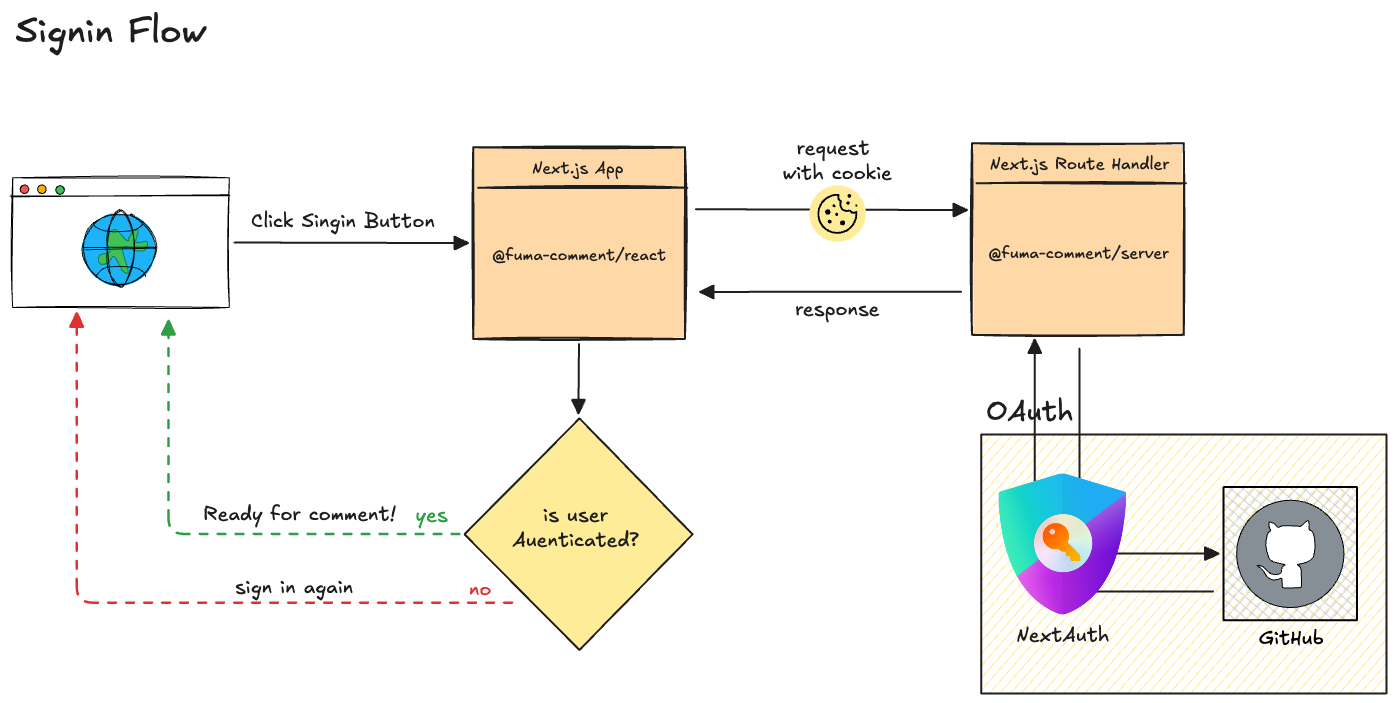 Signin Flow
Click Singin Button
Next.js App
@fuma-comment/react
request
with cookie
response
Next.js Route Handler
@fuma-comment/server
OAuth
NextAuth
GitHub
is user
Auenticated?
Ready for comment! yes
sign in again no